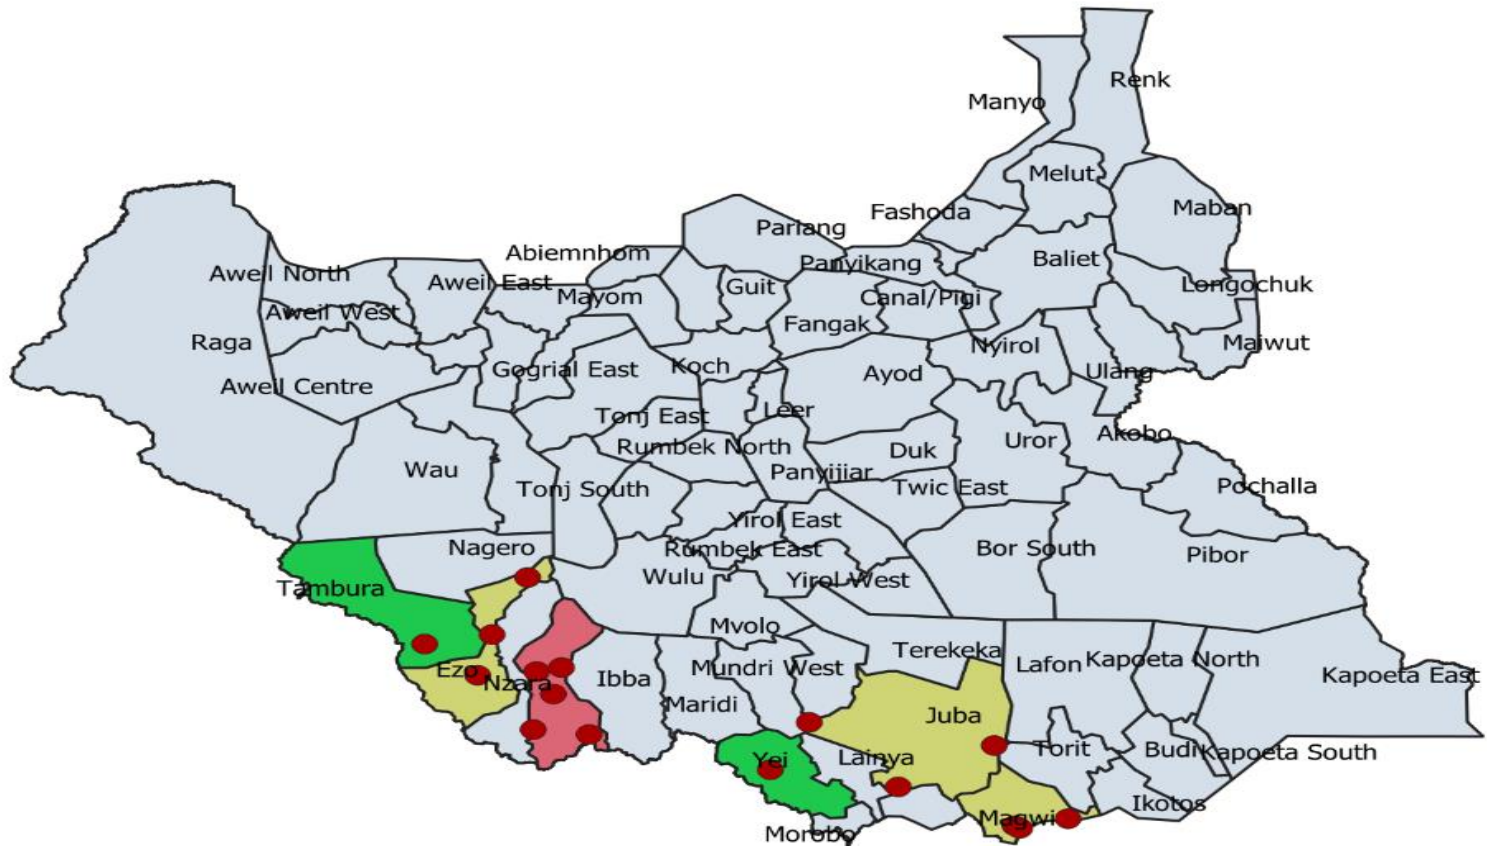 Renk
Manyo
Melut
Maban
Fashoda
Pariang
Abiemnhom
Panyikang
Baliet
Aweil North
Aweil East
Mayom
Guit
Canal/Pigi
Longochuk
Aweil West
Fangak
Raga
Nyirol
Maiwut
Gogrial East
Koch
Ayod
Ulang
Aweil Centre
Tonj East
Leer
Akobo
Uror
Rumbek North
Duk
Wau
Panyijiar
Tonj South
Twic East
Pochalla
Yirol East
Nagero
Rumbek East
Bor South
Pibor
Wulu
Yirol West
Tambura
Mvolo
Terekeka
Lafon
Kapoeta North
Ezo
Nzara
Ibba
Mundri West
Kapoeta East
Maridi
Juba
Yei
Lainya
Torit
Budi
Kapoeta South
Ikotos
Magwi
Morobo